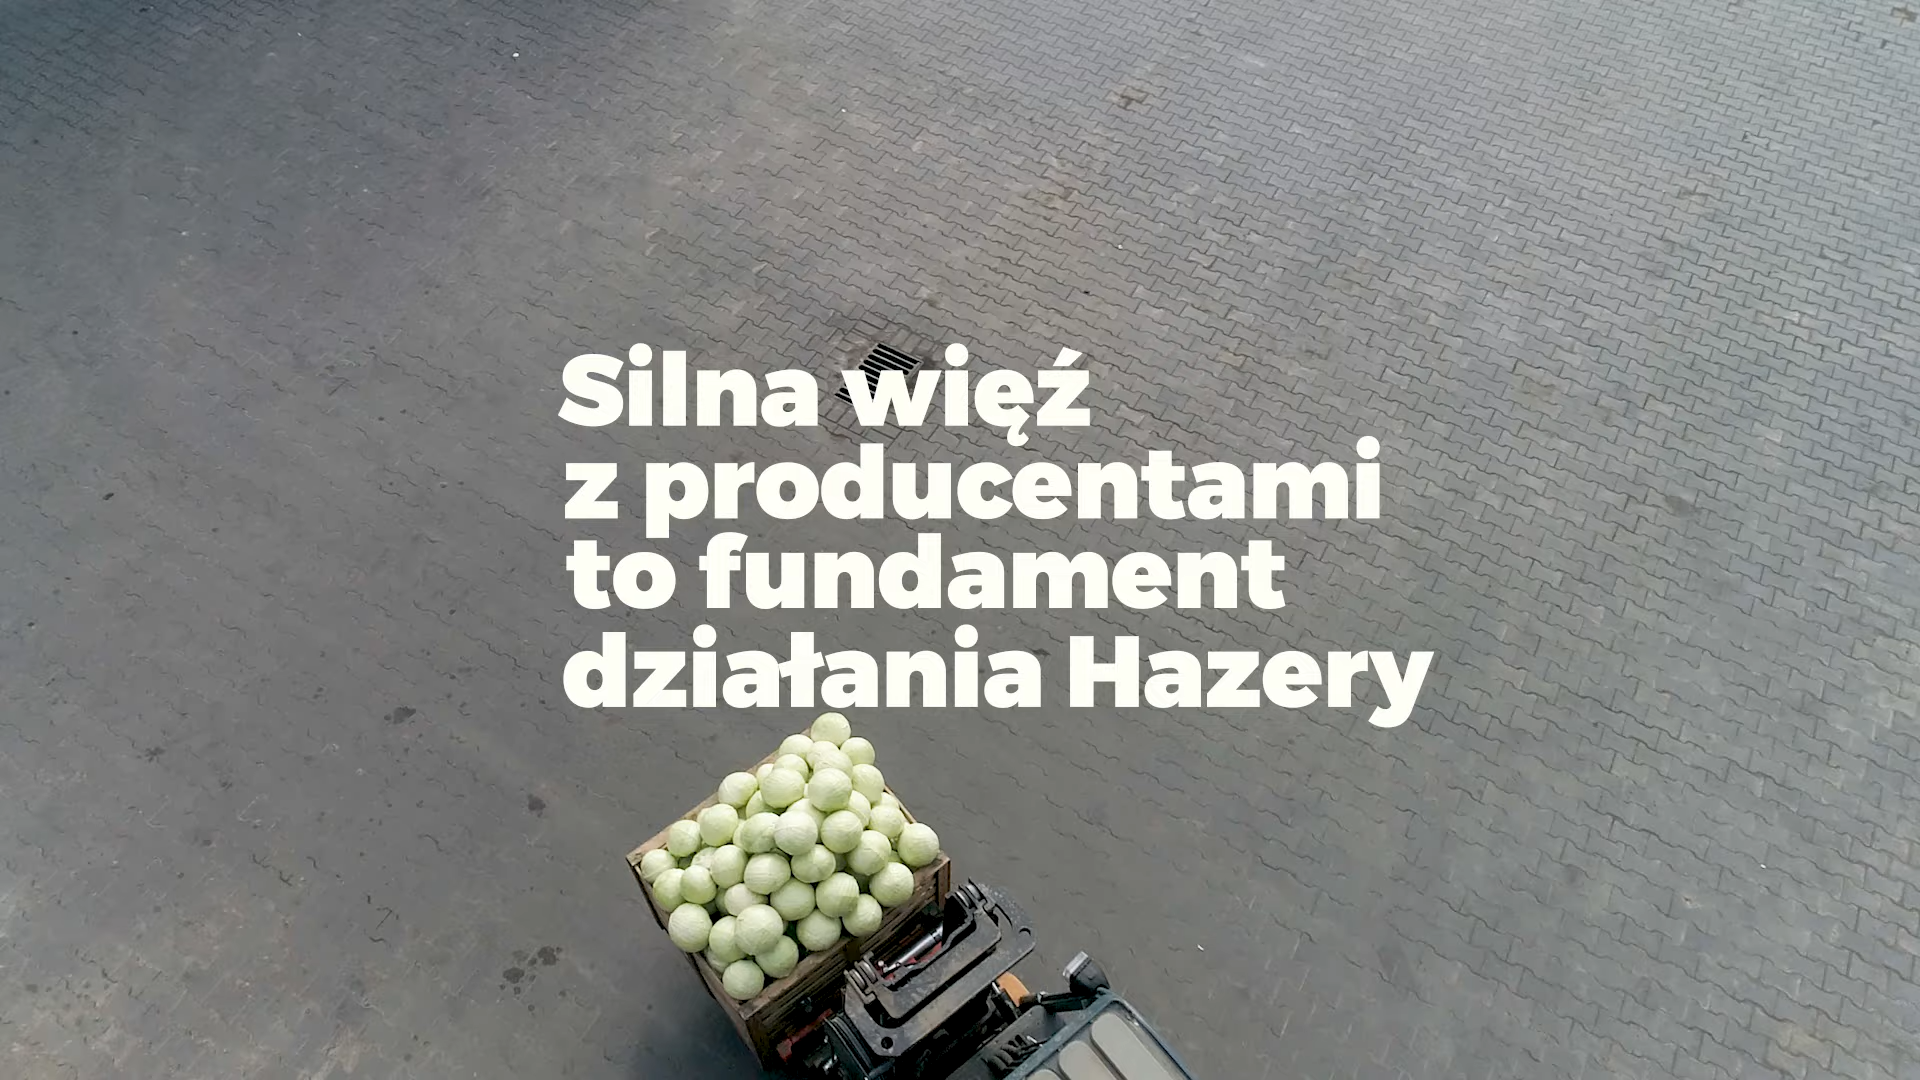 Silna więź
z producentami
to fundament
działania Hazery